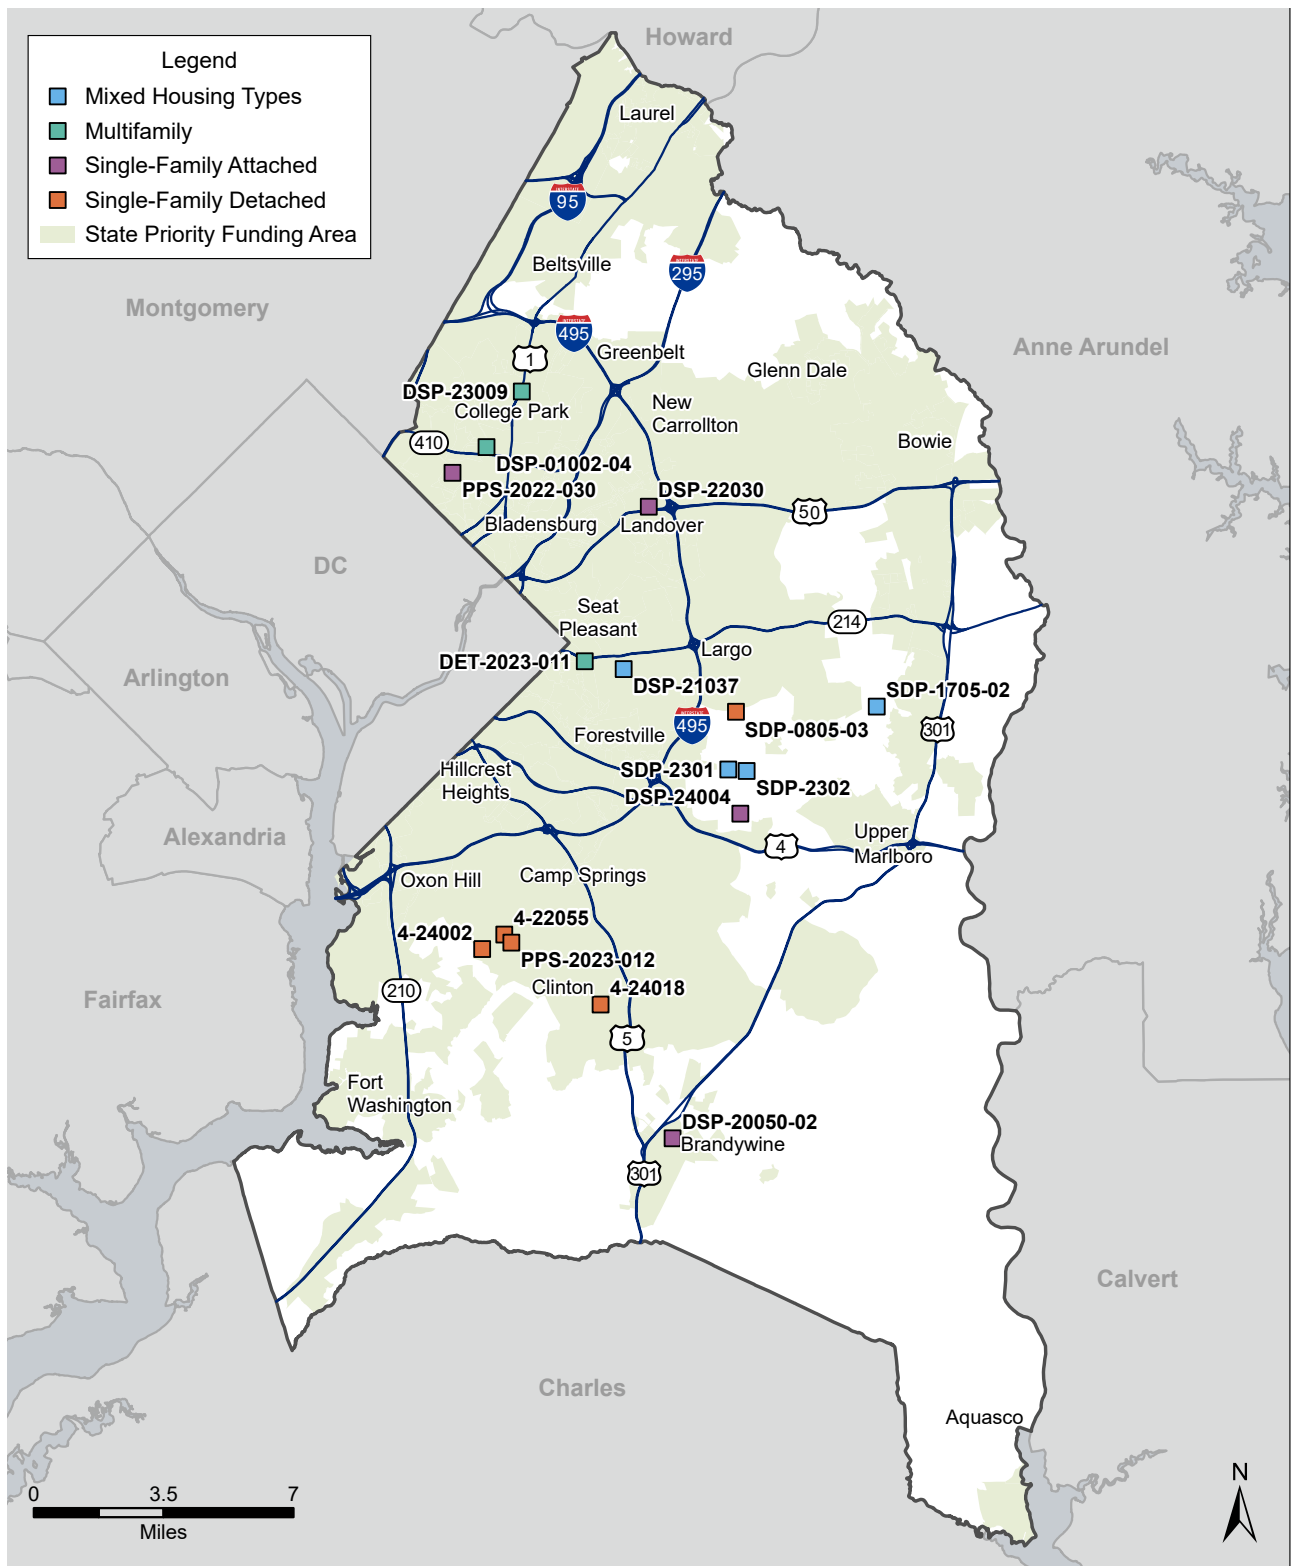 Howard
Legend
Mixed Housing Types
Multifamily
Single-Family Attached
Single-Family Detached
State Priority Funding Area
Laurel
INTERSTATE
95
Beltsville
INTERSTATE
295
Montgomery
INTERSTATE
495
Greenbelt
1
Anne Arundel
Glenn Dale
DSP-23009
College Park
New
Carrollton
410
Bowie
DSP-01002-04
PPS-2022-030
DSP-22030
50
Bladensburg
Landover
DC
Seat
Pleasant
214
Largo
DET-2023-011
Arlington
DSP-21037
SDP-1705-02
INTERSTATE
495
SDP-0805-03
301
Forestville
Hillcrest
Heights
SDP-2301
SDP-2302
DSP-24004
Alexandria
4
Upper
Marlboro
Oxon Hill
Camp Springs
4-22055
4-24002
PPS-2023-012
Clinton
4-24018
Fairfax
210
5
Fort
Washington
DSP-20050-02
Brandywine
301
Calvert
Charles
Aquasco
0
3.5
7
Miles
N